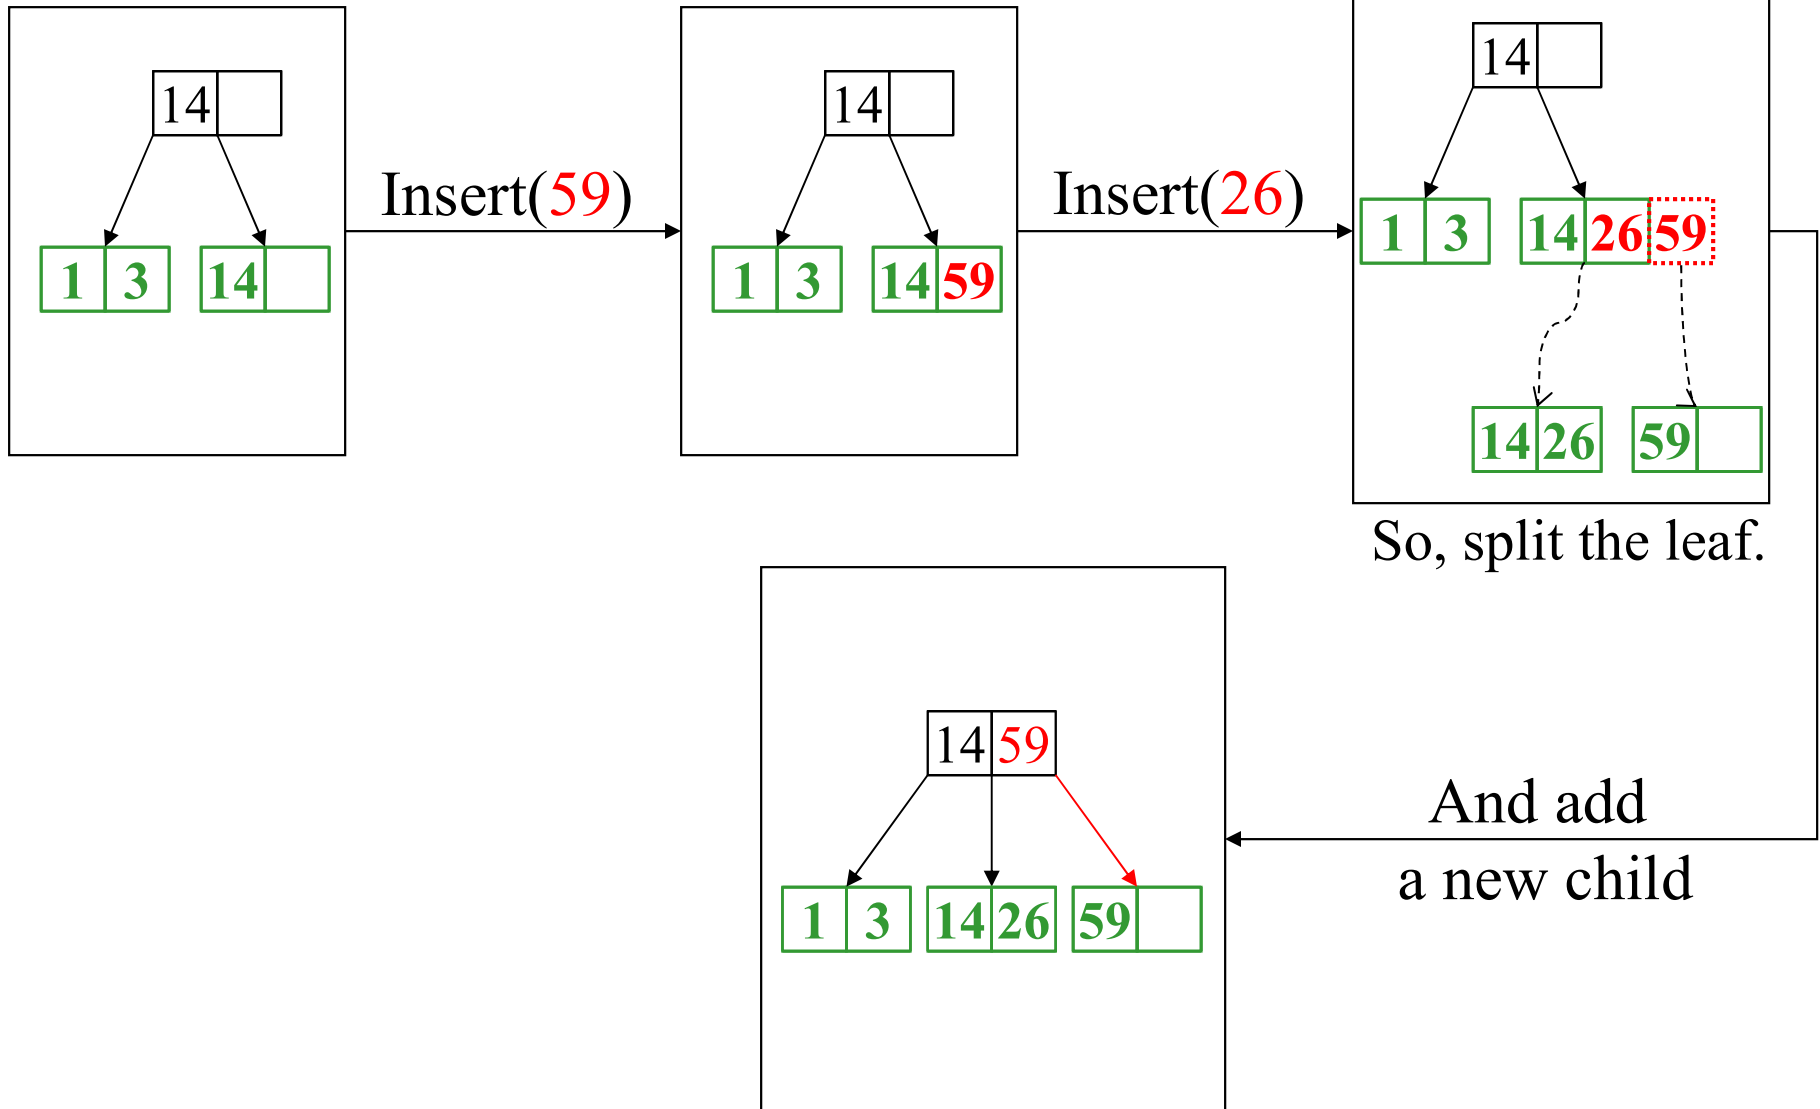 14
1 3 14
Insert(59)
14
1 3 14 59
Insert(26)
14
1 3 14 26 59
14 26 59
So, split the leaf.
And add
a new child
14 59
1 3 14 26 59